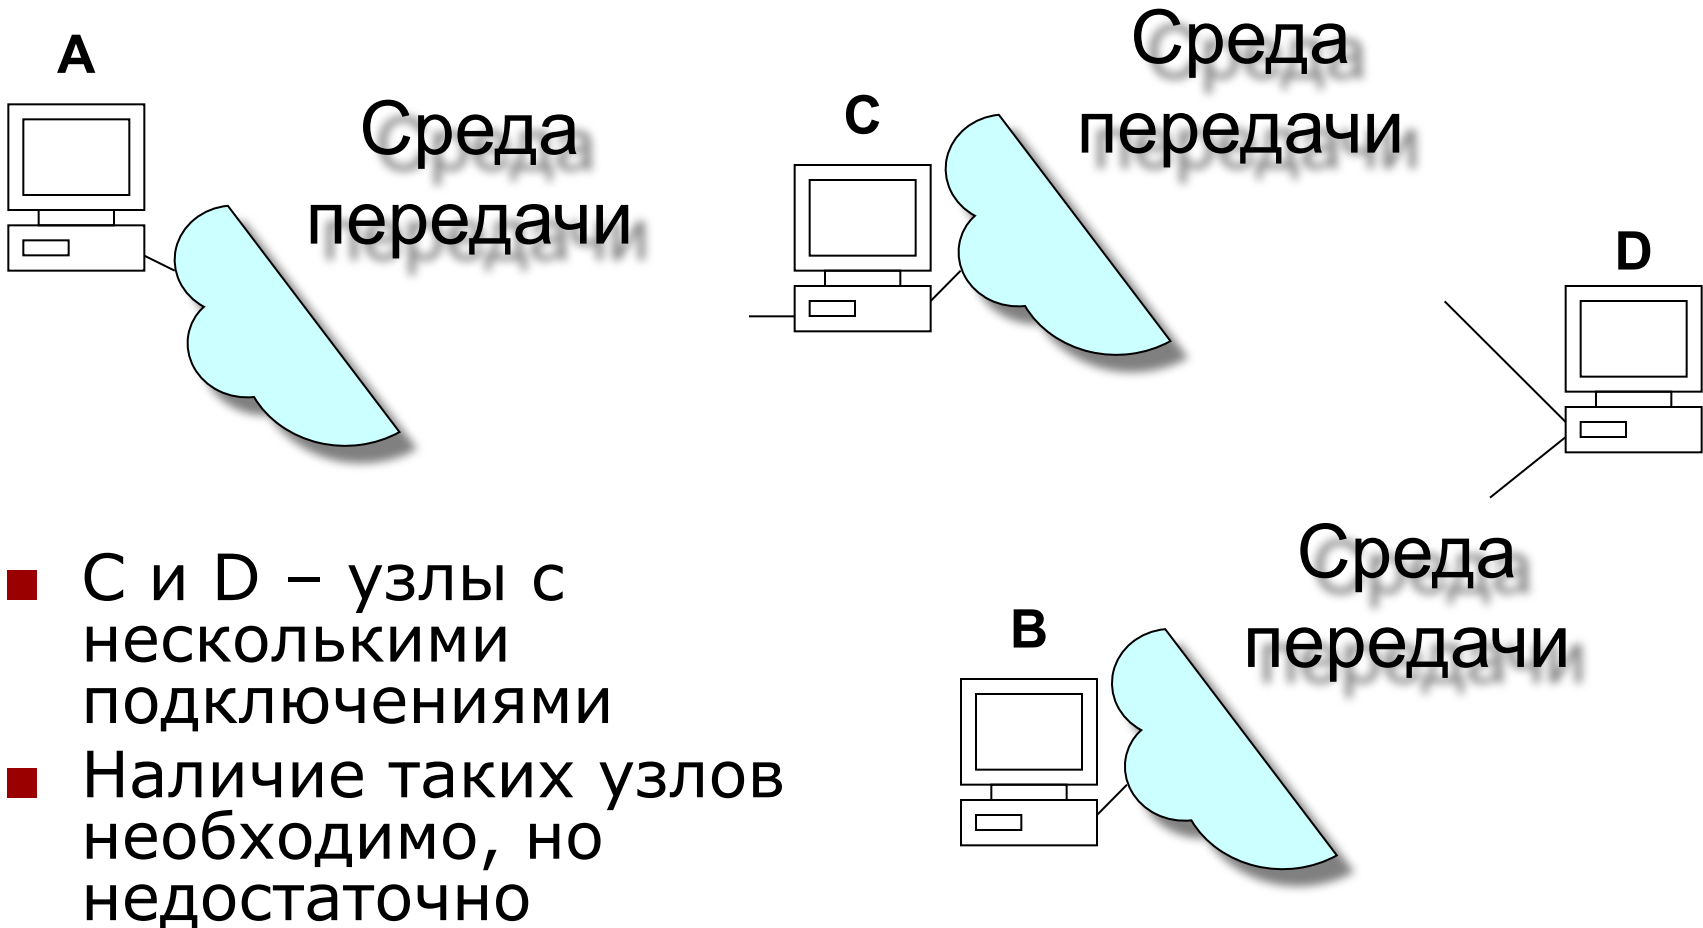 A
Среда
передачи
C
Среда
передачи
D
B
Среда
передачи
C и D – узлы с
несколькими
подключениями
Наличие таких узлов
необходимо, но
недостаточно